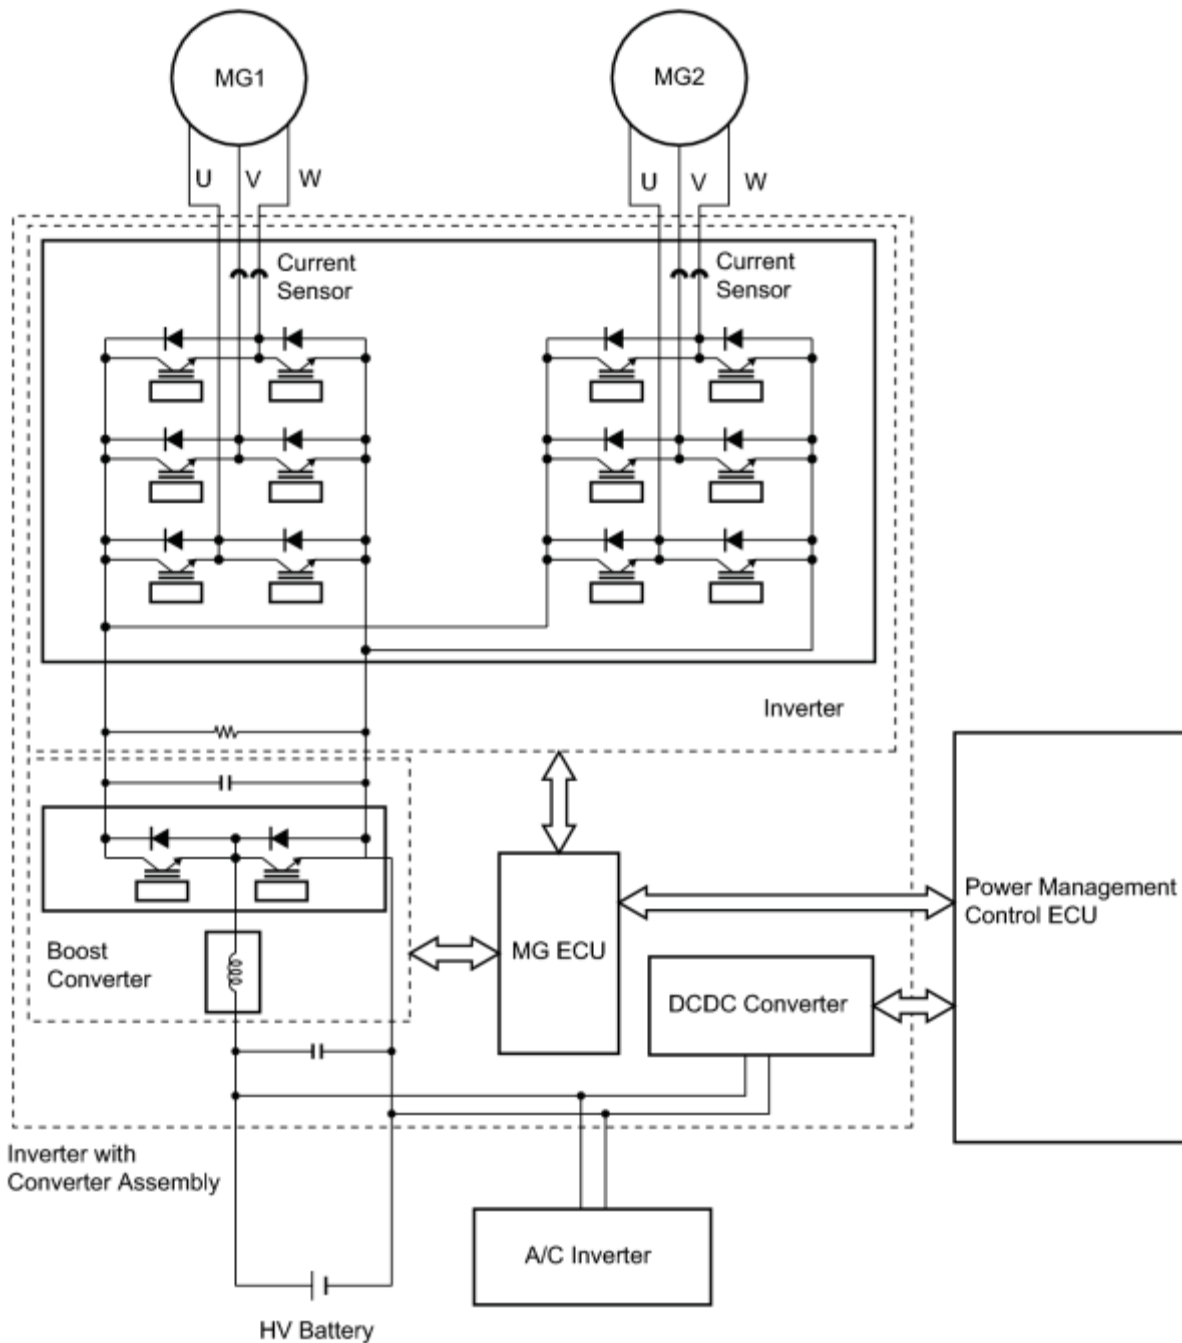 MG1
MG2
U V W
U V W
Current
Sensor
Current
Sensor
Inverter
Boost
Converter
MG ECU
Power Management
Control ECU
DCDC Converter
Inverter with
Converter Assembly
A/C Inverter
HV Battery